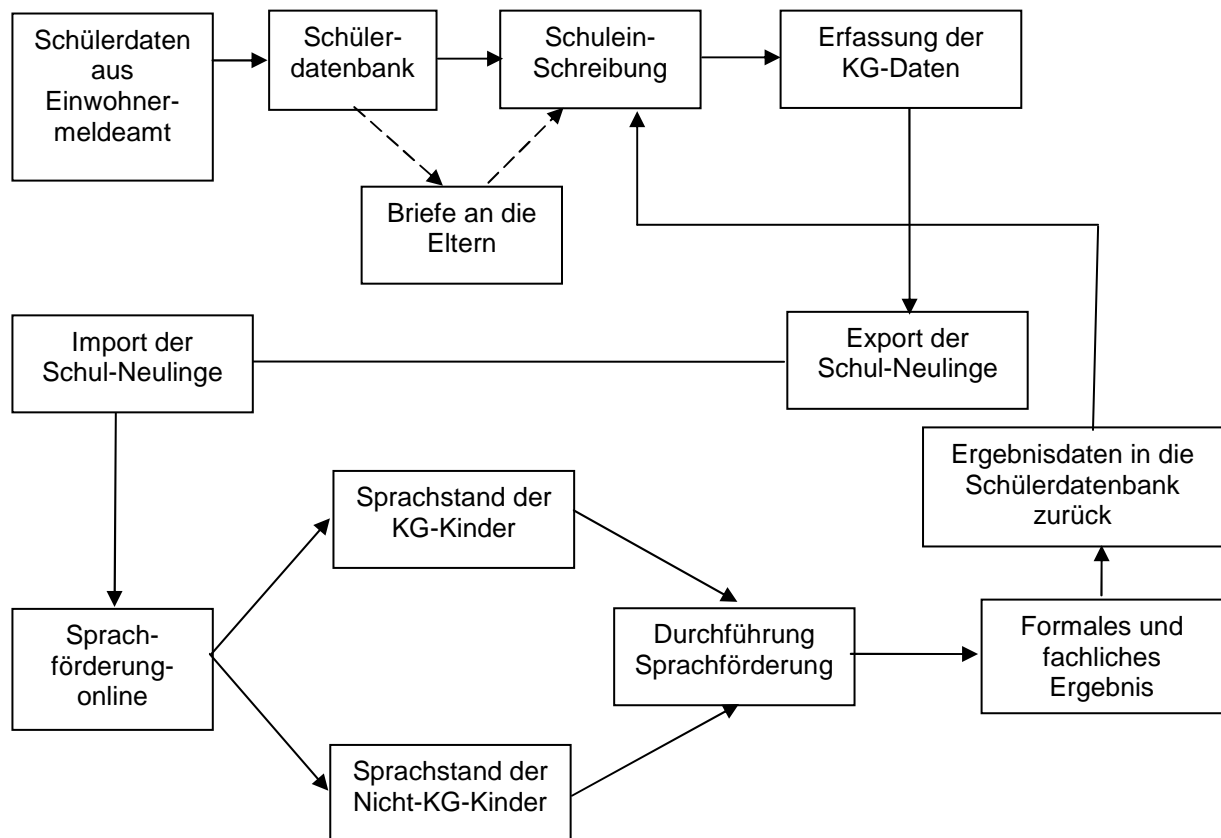 Schülerdaten
aus
Einwohner-
meldeamt
Schüler-
datenbank
Schulein-
Schreibung
Erfassung der
KG-Daten
Briefe an die
Eltern
Import der
Schul-Neulinge
Export der
Schul-Neulinge
Ergebnisdaten in die
Schülerdatenbank
zurück
Sprachstand der
KG-Kinder
Sprach-
förderung-
online
Durchführung
Sprachförderung
Formales und
fachliches
Ergebnis
Sprachstand der
Nicht-KG-Kinder